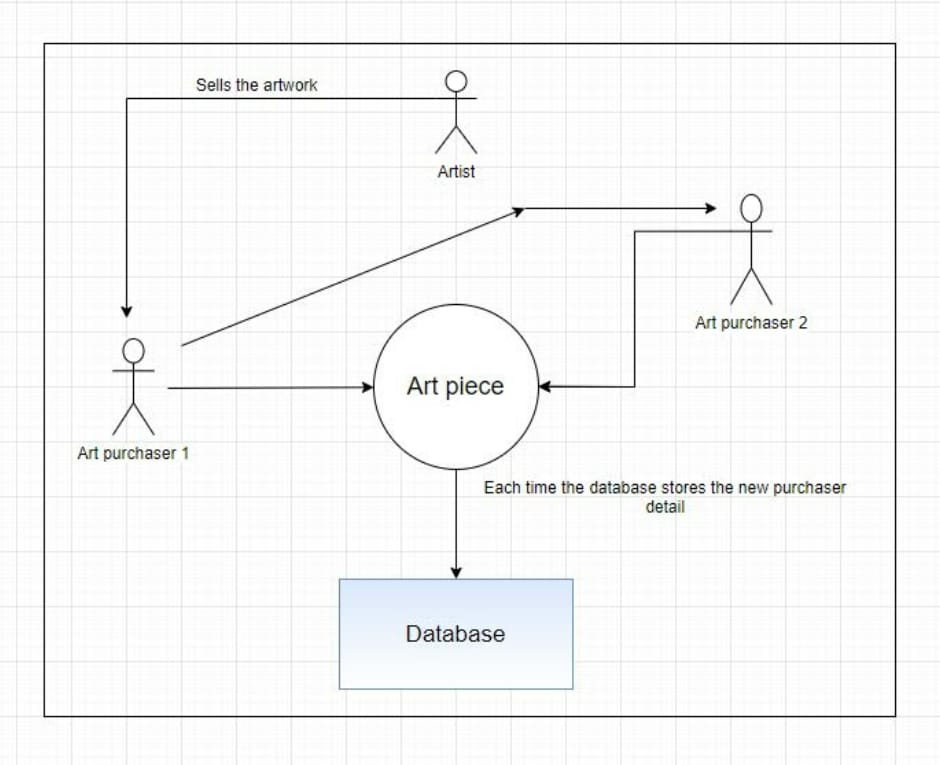 Sells the artwork
Artist
Art purchaser 2
Art piece
Art purchaser 1
Each time the database stores the new purchaser
detail
Database